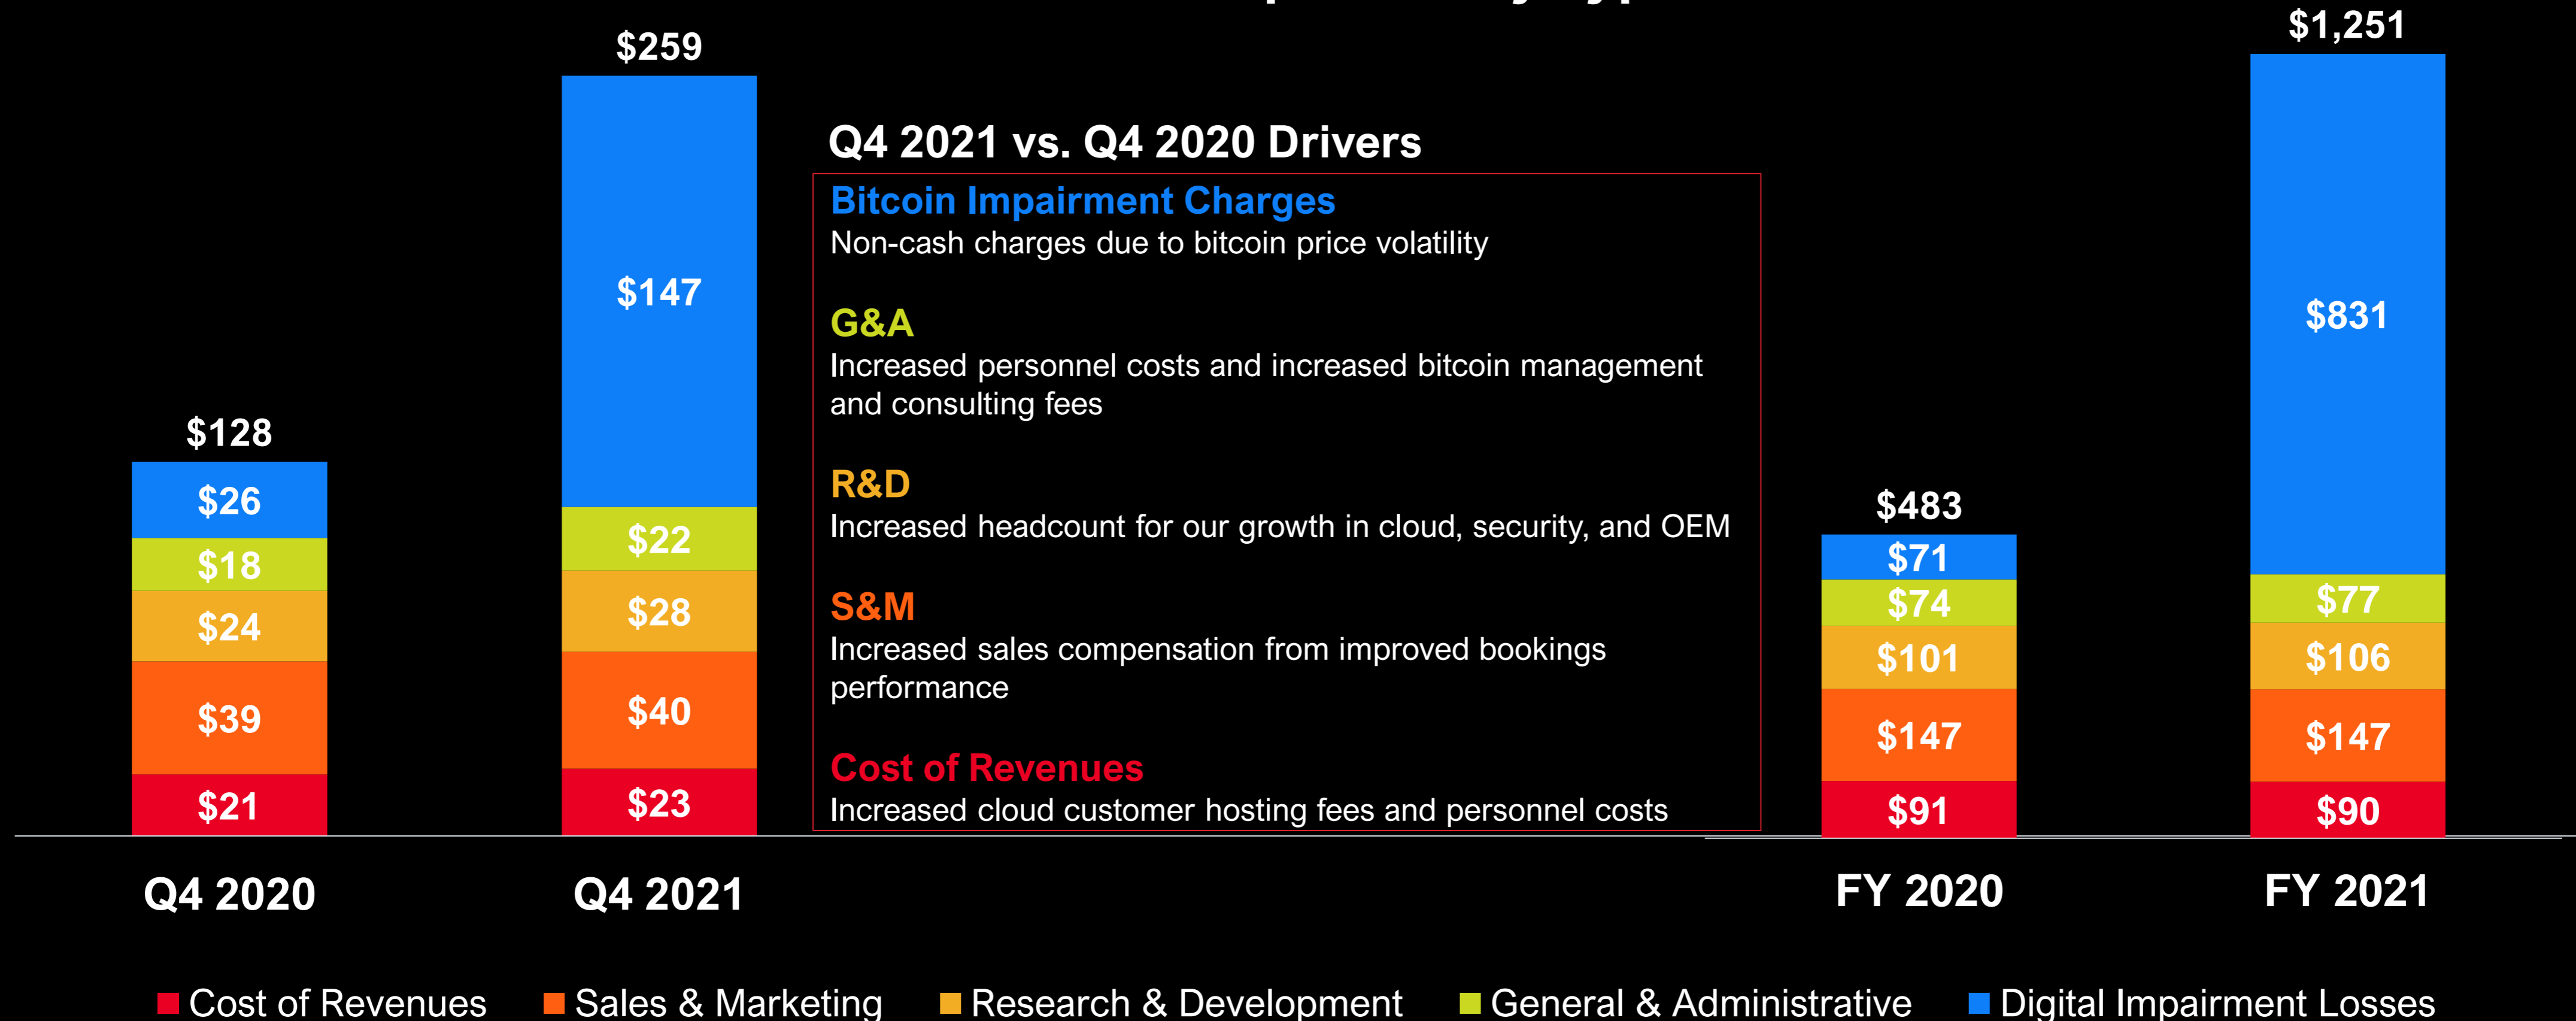 $259
$147
$22
$28
$40
$23
Q4 2021
$128
$26
$18
$24
$39
$21
Q4 2020
Q4 2021 vs. Q4 2020 Drivers
Bitcoin Impairment Charges
Non-cash charges due to bitcoin price volatility
G&A
Increased personnel costs and increased bitcoin management
and consulting fees
R&D
Increased headcount for our growth in cloud, security, and OEM
S&M
Increased sales compensation from improved bookings
performance
Cost of Revenues
Increased cloud customer hosting fees and personnel costs
$483
$71
$74
$101
$147
$91
FY 2020
$1,251
$831
$77
$106
$147
$90
FY 2021
Cost of Revenues
Sales & Marketing
Research & Development
General & Administrative
Digital Impairment Losses